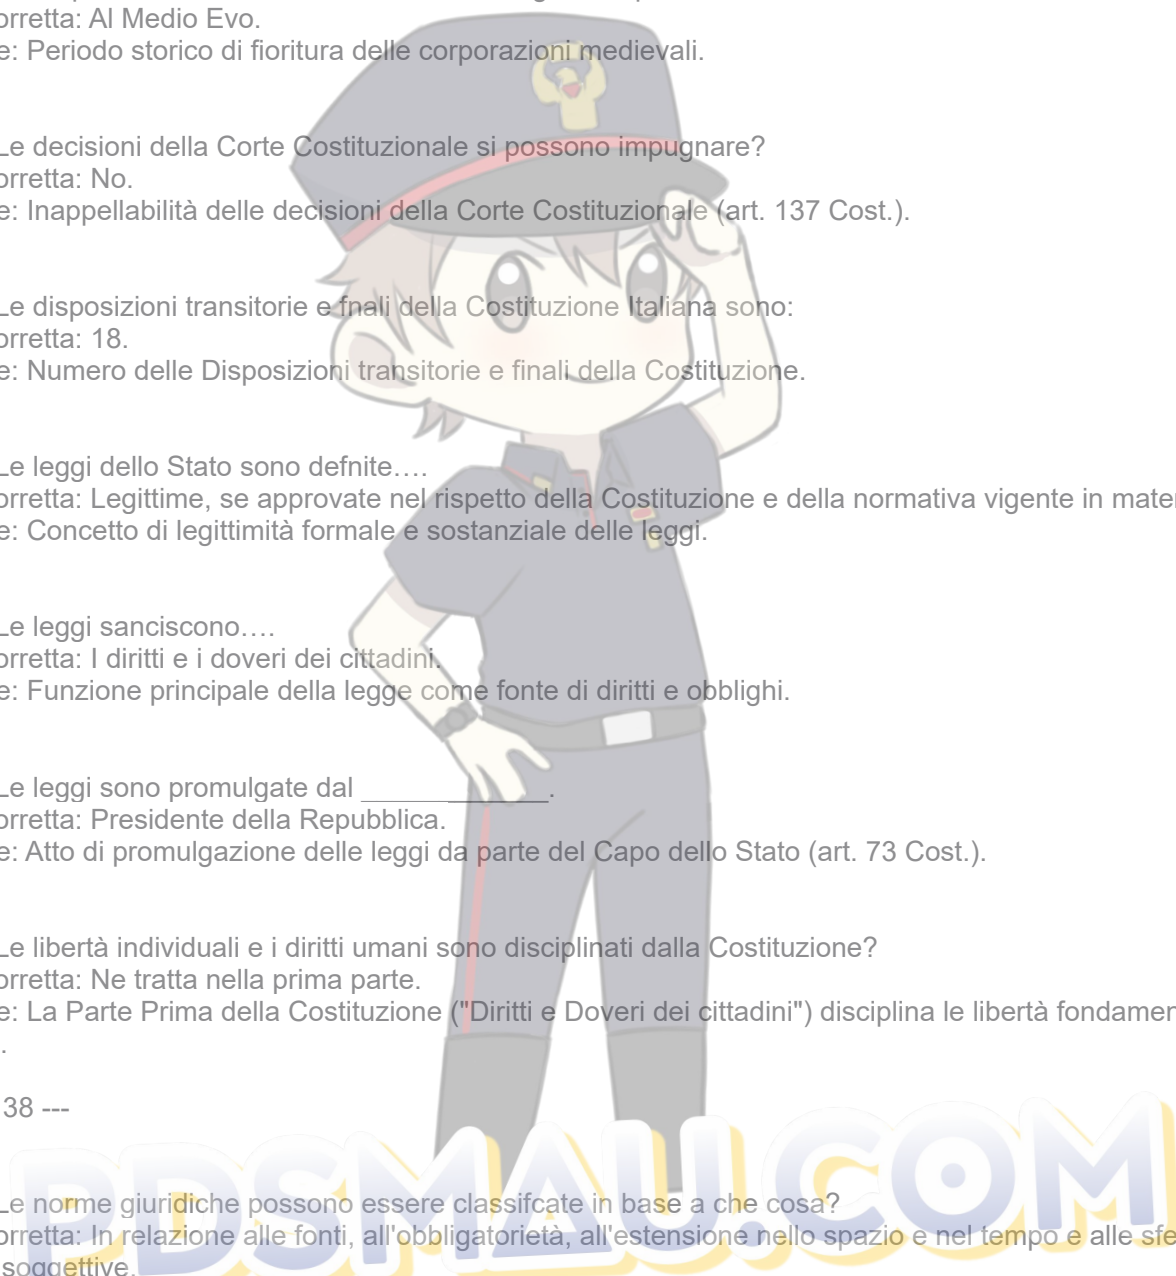 orretta: Al Medio Evo.
e: Periodo storico di fioritura delle corporazioni medievali.
Le decisioni della Corte Costituzionale si possono impugnare?
orretta: No.
e: Inappellabilità delle decisioni della Corte Costituzionale (art. 137 Cost.).
Le disposizioni transitorie e fnali della Costituzione Italiana sono:
orretta: 18.
e: Numero delle Disposizioni transitorie e finali della Costituzione.
Le leggi dello Stato sono defnite….
orretta: Legittime, se approvate nel rispetto della Costituzione e della normativa vigente in mater
e: Concetto di legittimità formale e sostanziale delle leggi.
Le leggi sanciscono….
orretta: I diritti e i doveri dei cittadini.
e: Funzione principale della legge come fonte di diritti e obblighi.
Le leggi sono promulgate dal _____________.
orretta: Presidente della Repubblica.
e: Atto di promulgazione delle leggi da parte del Capo dello Stato (art. 73 Cost.).
Le libertà individuali e i diritti umani sono disciplinati dalla Costituzione?
orretta: Ne tratta nella prima parte.
e: La Parte Prima della Costituzione ("Diritti e Doveri dei cittadini") disciplina le libertà fondamen
.
38 ---
PDSMAU.COM
Le norme giuridiche possono essere classifcate in base a che cosa?
orretta: In relazione alle fonti, all'obbligatorietà, all'estensione nello spazio e nel tempo e alle sfe
soggettive.